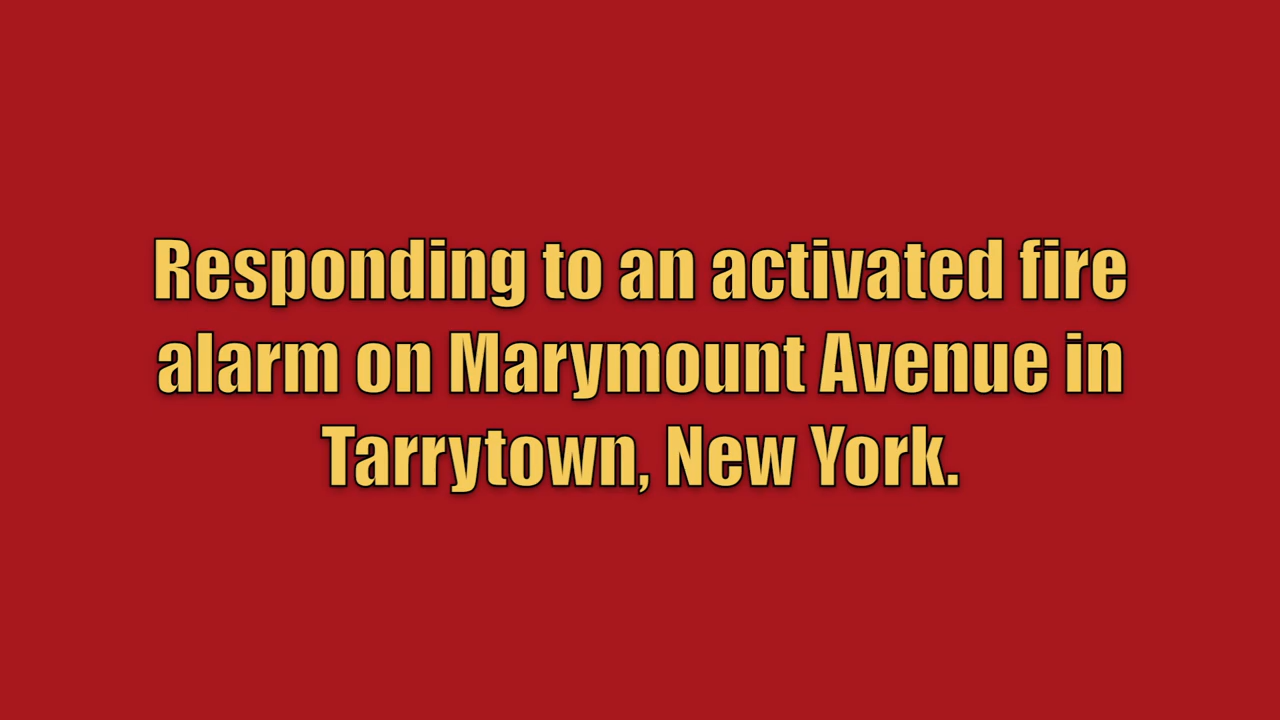 Responding to an activated fire
alarm on Marymount Avenue in
Tarrytown, New York.